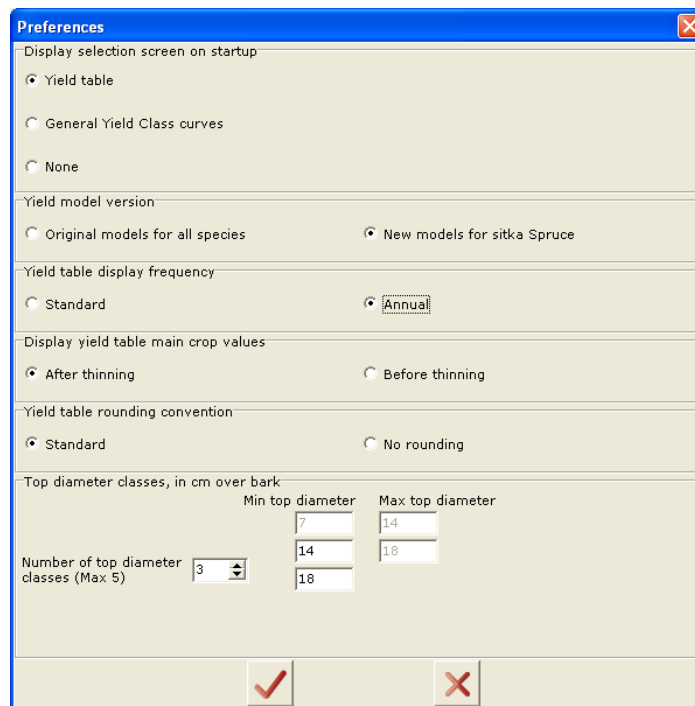 Preferences
Display selection screen on startup
Yield table
General Yield Class curves
None
Yield model version
Original models for all species
New models for sitka Spruce
Yield table display frequency
Standard
Annual
Display yield table main crop values
After thinning
Before thinning
Yield table rounding convention
Standard
No rounding
Top diameter classes, in cm over bark
Min top diameter
Max top diameter
7
14
14
18
Number of top diameter
classes (Max 5)
3
18